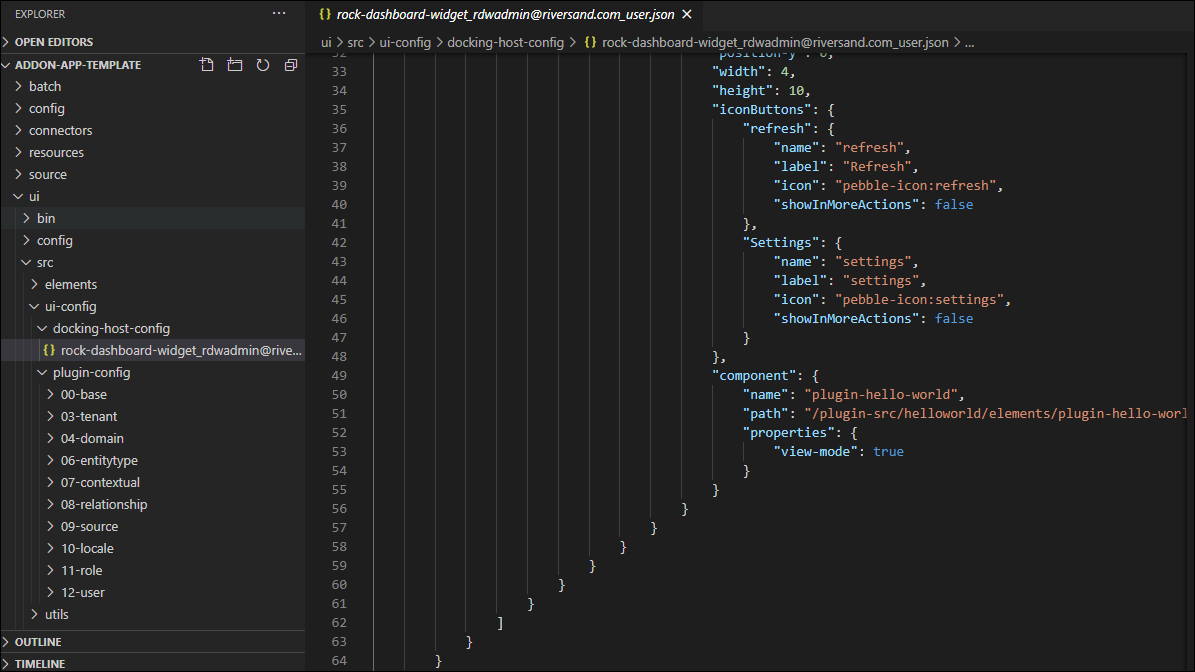 EXPLORER
OPEN EDITORS
ADDON-APP-TEMPLATE
batch
config
connectors
resources
source
ui
bin
config
src
elements
ui-config
docking-host-config
{} rock-dashboard-widget_rdwadmin@rive...
plugin-config
00-base
03-tenant
04-domain
06-entitytype
07-contextual
08-relationship
09-source
10-locale
11-role
12-user
utils
OUTLINE
TIMELINE
{} rock-dashboard-widget_rdwadmin@riversand.com_user.json
ui > src > ui-config > docking-host-config > {} rock-dashboard-widget_rdwadmin@riversand.com_user.json > ...
32 "position-y":
33 "width": 4,
34 "height": 10,
35 "iconButtons": {
36 "refresh": {
37 "name": "refresh",
38 "label": "Refresh",
39 "icon": "pebble-icon:refresh",
40 "showInMoreActions": false
41 },
42 "Settings": {
43 "name": "settings",
44 "label": "settings",
45 "icon": "pebble-icon:settings",
46 "showInMoreActions": false
47 }
48 },
49 "component": {
50 "name": "plugin-hello-world",
51 "path": "/plugin-src/helloworld/elements/plugin-hello-worl
52 "properties": {
53 "view-mode": true
54 }
55 }
56 }
57 }
58 }
59 }
60 }
61 }
62 ]
63 }
64 }